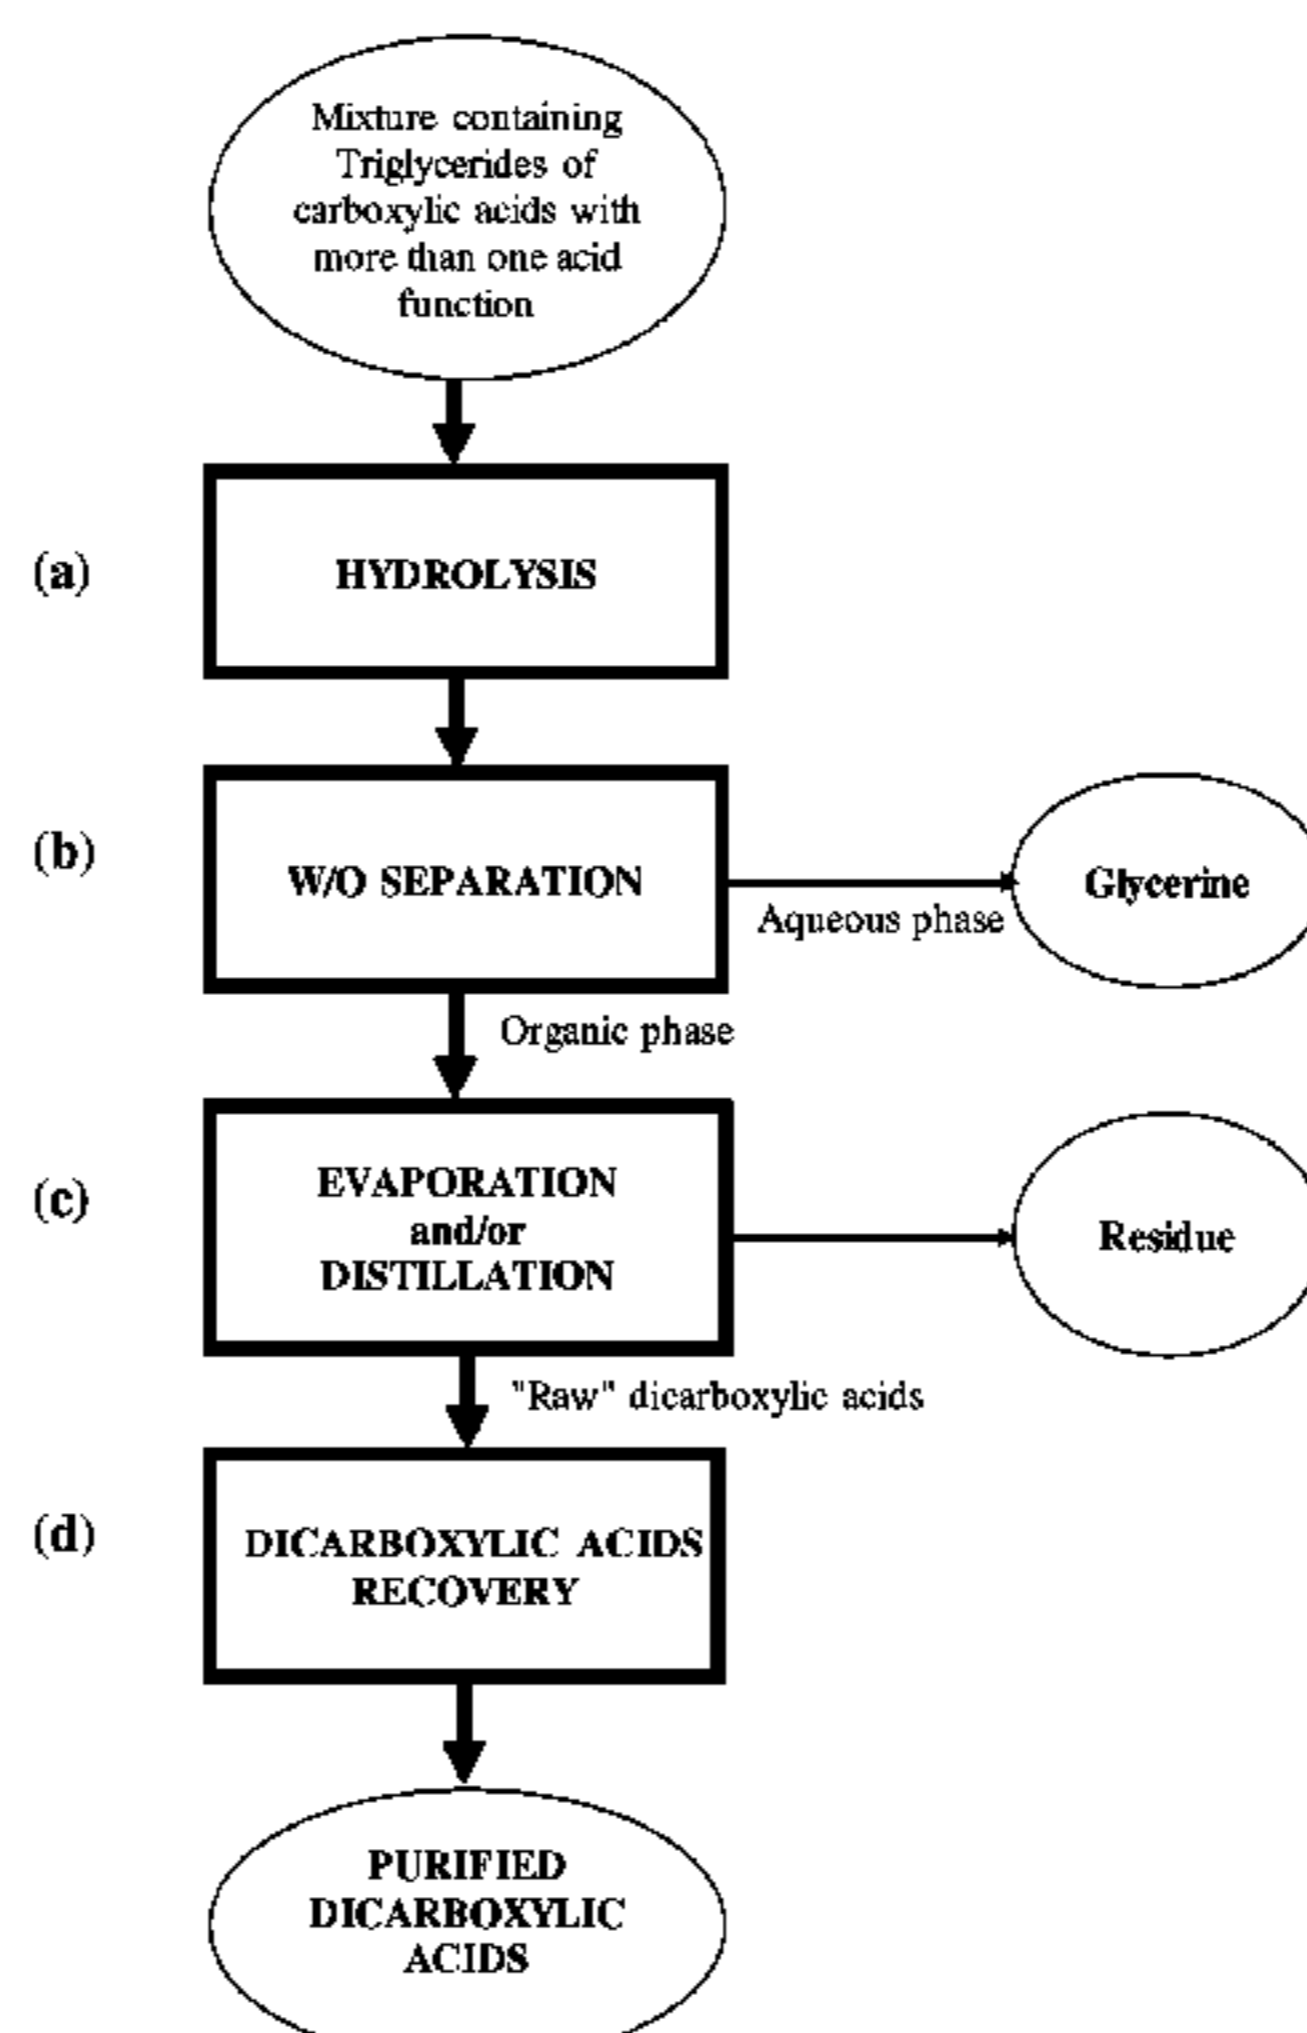 Mixture containing
Triglycerides of
carboxylic acids with
more than one acid
function
(a)
HYDROLYSIS
(b)
W/O SEPARATION
Aqueous phase
Glycerine
Organic phase
(c)
EVAPORATION
and/or
DISTILLATION
Residue
"Raw" dicarboxylic acids
(d)
DICARBOXYLIC ACIDS
RECOVERY
PURIFIED
DICARBOXYLIC
ACIDS